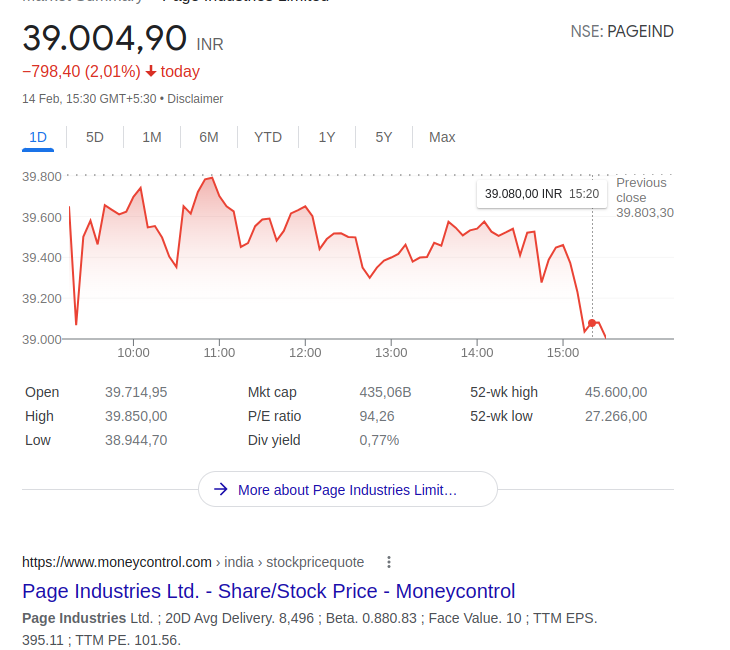 Market Summary > Page Industries Limited
39.004,90 INR
NSE: PAGEIND
−798,40 (2,01%) today
14 Feb, 15:30 GMT+5:30 • Disclaimer
1D 5D 1M 6M YTD 1Y 5Y Max
39.800
39.600
39.400
39.200
39.000
39.080,00 INR 15:20
Previous
close
39.803,30
10:00 11:00 12:00 13:00 14:00 15:00
Open 39.714,95 Mkt cap 435,06B 52-wk high 45.600,00
High 39.850,00 P/E ratio 94,26 52-wk low 27.266,00
Low 38.944,70 Div yield 0,77%
More about Page Industries Limit…
https://www.moneycontrol.com › india › stockpricequote
Page Industries Ltd. - Share/Stock Price - Moneycontrol
Page Industries Ltd. ; 20D Avg Delivery. 8,496 ; Beta. 0.880.83 ; Face Value. 10 ; TTM EPS.
395.11 ; TTM PE. 101.56.